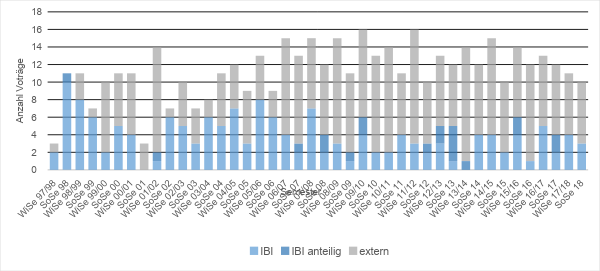 18
16
14
12
10
8
6
4
2
0
Anzahl Voträge
WiSe 97/98
SoSe 98
WiSe 98/99
SoSe 99
WiSe 99/00
SoSe 00
WiSe 00/01
SoSe 01
WiSe 01/02
SoSe 02
WiSe 02/03
SoSe 03
WiSe 03/04
SoSe 04
WiSe 04/05
SoSe 05
WiSe 05/06
SoSe 06
WiSe 06/07
SoSe 07
WiSe 07/08
SoSe 08
WiSe 08/09
SoSe 09
WiSe 09/10
SoSe 10
WiSe 10/11
SoSe 11
WiSe 11/12
SoSe 12
WiSe 12/13
SoSe 13
WiSe 13/14
SoSe 14
WiSe 14/15
SoSe 15
WiSe 15/16
SoSe 16
WiSe 16/17
SoSe 17
WiSe 17/18
SoSe 18
Semester
IBI IBI anteilig extern